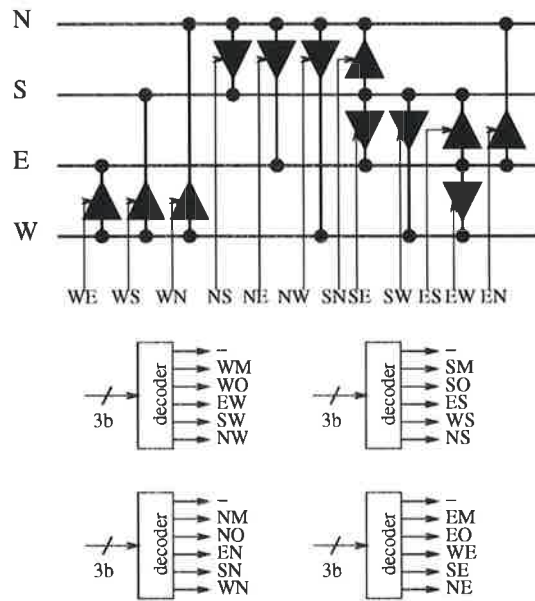 N
S
E
W
WE WS WN NS NE NW SN SE SW ES EW EN
decoder
3b
–
WM
WO
EW
SW
NW
decoder
3b
–
SM
SO
ES
WS
NS
decoder
3b
–
NM
NO
EN
SN
WN
decoder
3b
–
EM
EO
WE
SE
NE